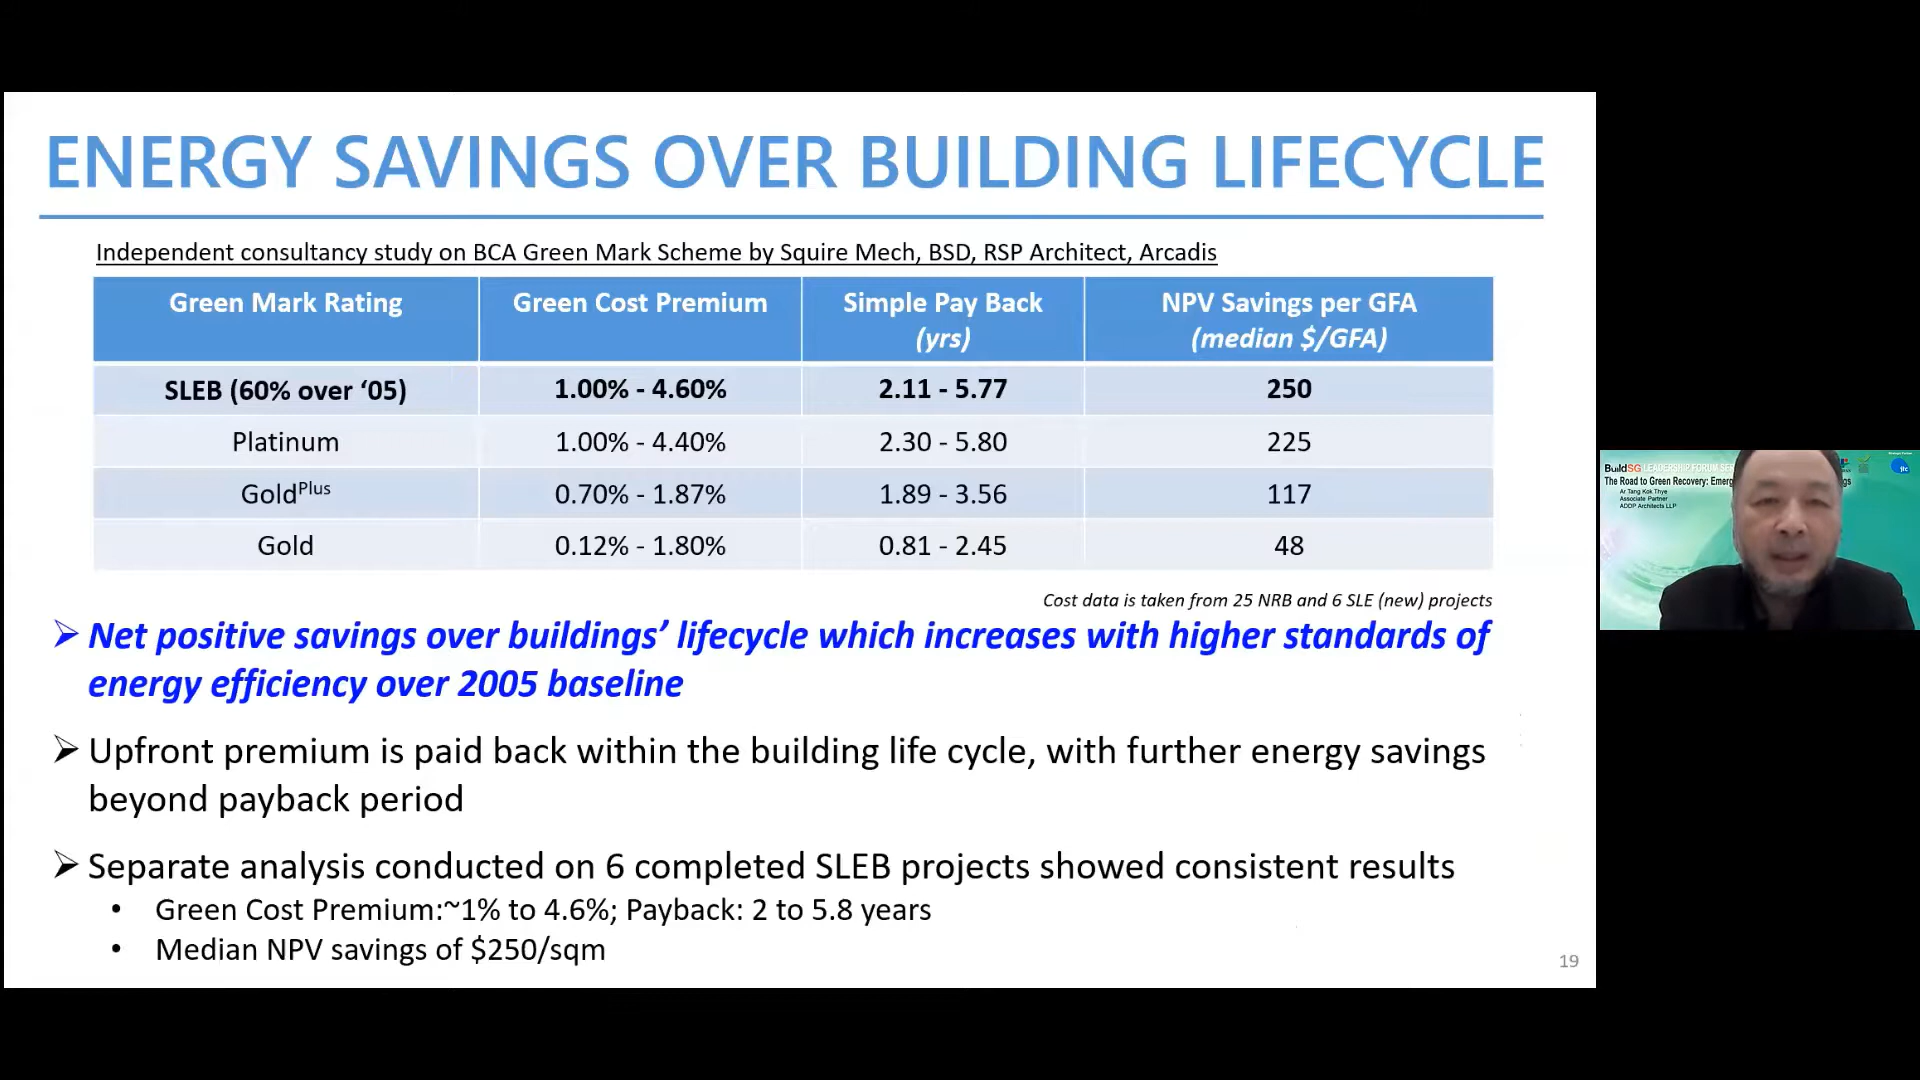 ENERGY SAVINGS OVER BUILDING LIFECYCLE
Independent consultancy study on BCA Green Mark Scheme by Squire Mech, BSD, RSP Architect, Arcadis
Green Mark Rating Green Cost Premium Simple Pay Back (yrs) NPV Savings per GFA (median $/GFA)
SLEB (60% over ‘05) 1.00% - 4.60% 2.11 - 5.77 250
Platinum 1.00% - 4.40% 2.30 - 5.80 225
GoldPlus 0.70% - 1.87% 1.89 - 3.56 117
Gold 0.12% - 1.80% 0.81 - 2.45 48
Cost data is taken from 25 NRB and 6 SLE (new) projects
➢ Net positive savings over buildings’ lifecycle which increases with higher standards of
energy efficiency over 2005 baseline
➢ Upfront premium is paid back within the building life cycle, with further energy savings
beyond payback period
➢ Separate analysis conducted on 6 completed SLEB projects showed consistent results
• Green Cost Premium:~1% to 4.6%; Payback: 2 to 5.8 years
• Median NPV savings of $250/sqm
19
BuildSG LEADERSHIP FORUM
The Road to Green Recovery:
Ar Tang Kok Thye
Associate Partner
ADDP Architects LLP
jtc